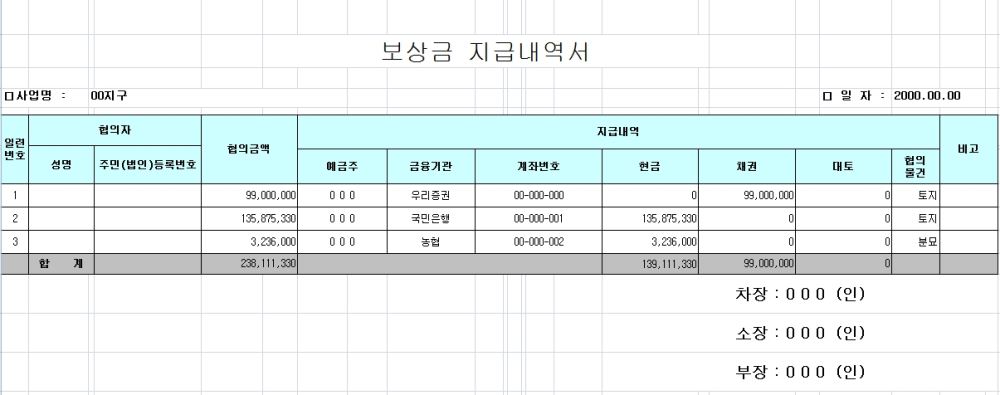 보상금 지급내역서
□사업명 : 00지구 □ 일 자 : 2000.00.00
일련번호 협의자 협의금액 지급내역 비고
성명 주민(법인)등록번호 예금주 금융기관 계좌번호 현금 채권 대토 협의물건
1 99,000,000 0 0 0 우리증권 00-000-000 0 99,000,000 0 토지
2 135,875,330 0 0 0 국민은행 00-000-001 135,875,330 0 0 토지
3 3,236,000 0 0 0 농협 00-000-002 3,236,000 0 0 분묘
합 계 238,111,330 139,111,330 99,000,000 0
차장 : 0 0 0 (인)
소장 : 0 0 0 (인)
부장 : 0 0 0 (인)